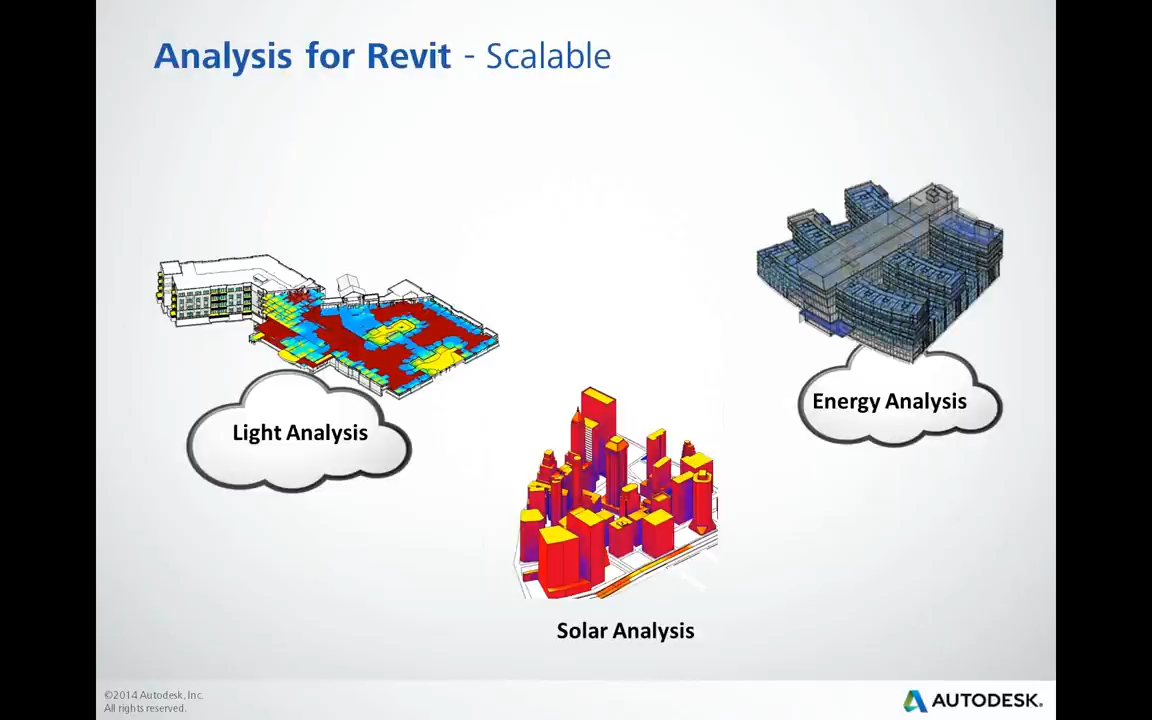 Analysis for Revit - Scalable
Energy Analysis
Light Analysis
Solar Analysis
©2014 Autodesk, Inc.
All rights reserved.
AUTODESK.